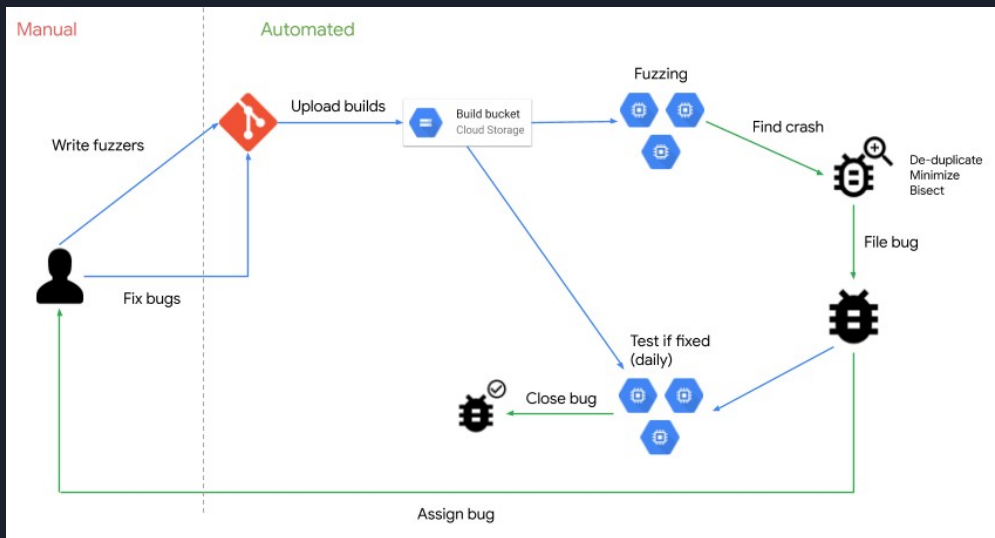 Manual
Automated
Fuzzing
Upload builds
Build bucket
Cloud Storage
Find crash
Write fuzzers
De-duplicate
Minimize
Bisect
File bug
Fix bugs
Test if fixed
(daily)
Close bug
Assign bug